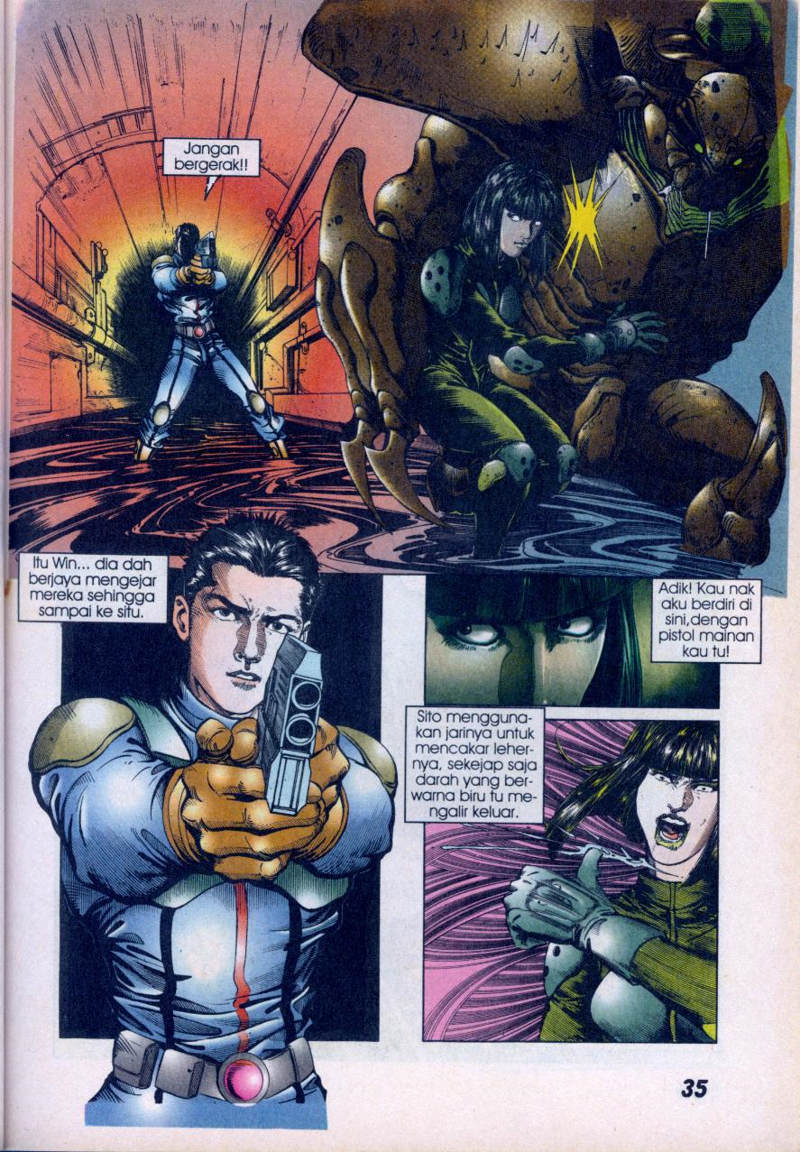 Jangan
bergerak!!
Itu Win... dia dah
berjaya mengejar
mereka sehingga
sampai ke situ.
Adik! Kau nak
aku berdiri di
sini,dengan
pistol mainan
kau tu!
Sito mengguna-
kan jarinya untuk
mencakar leher-
nya, sekejap saja
darah yang ber-
warna biru tu me-
ngalir keluar.
35